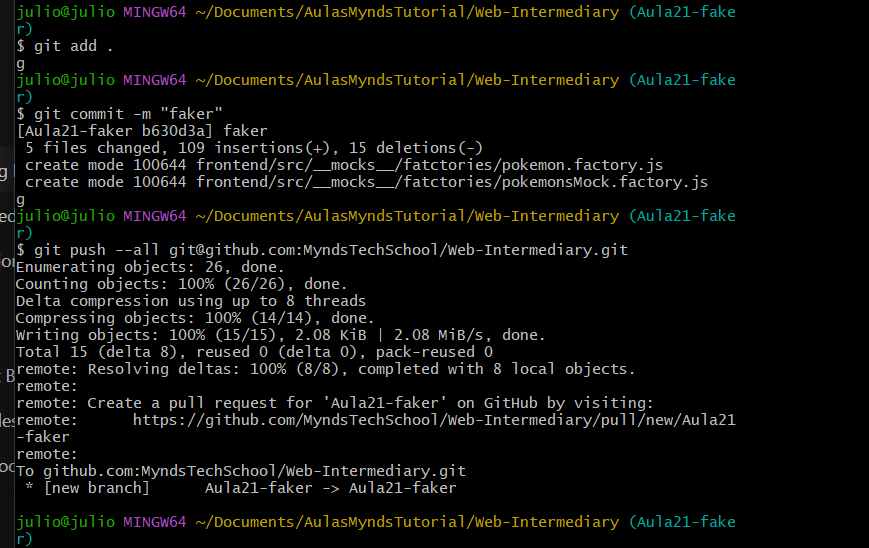 julio@julio MINGW64 ~/Documents/AulasMyndsTutorial/Web-Intermediary (Aula21-fake
r)
$ git add .
g
julio@julio MINGW64 ~/Documents/AulasMyndsTutorial/Web-Intermediary (Aula21-fake
r)
$ git commit -m "faker"
[Aula21-faker b630d3a] faker
 5 files changed, 109 insertions(+), 15 deletions(-)
 create mode 100644 frontend/src/__mocks__/fatctories/pokemon.factory.js
 create mode 100644 frontend/src/__mocks__/fatctories/pokemonsMock.factory.js
g
julio@julio MINGW64 ~/Documents/AulasMyndsTutorial/Web-Intermediary (Aula21-fake
r)
$ git push --all git@github.com:MyndsTechSchool/Web-Intermediary.git
Enumerating objects: 26, done.
Counting objects: 100% (26/26), done.
Delta compression using up to 8 threads
Compressing objects: 100% (14/14), done.
Writing objects: 100% (15/15), 2.08 KiB | 2.08 MiB/s, done.
Total 15 (delta 8), reused 0 (delta 0), pack-reused 0
remote: Resolving deltas: 100% (8/8), completed with 8 local objects.
remote:
remote: Create a pull request for 'Aula21-faker' on GitHub by visiting:
remote:      https://github.com/MyndsTechSchool/Web-Intermediary/pull/new/Aula21
-faker
remote:
To github.com:MyndsTechSchool/Web-Intermediary.git
 * [new branch]      Aula21-faker -> Aula21-faker
julio@julio MINGW64 ~/Documents/AulasMyndsTutorial/Web-Intermediary (Aula21-fake
r)